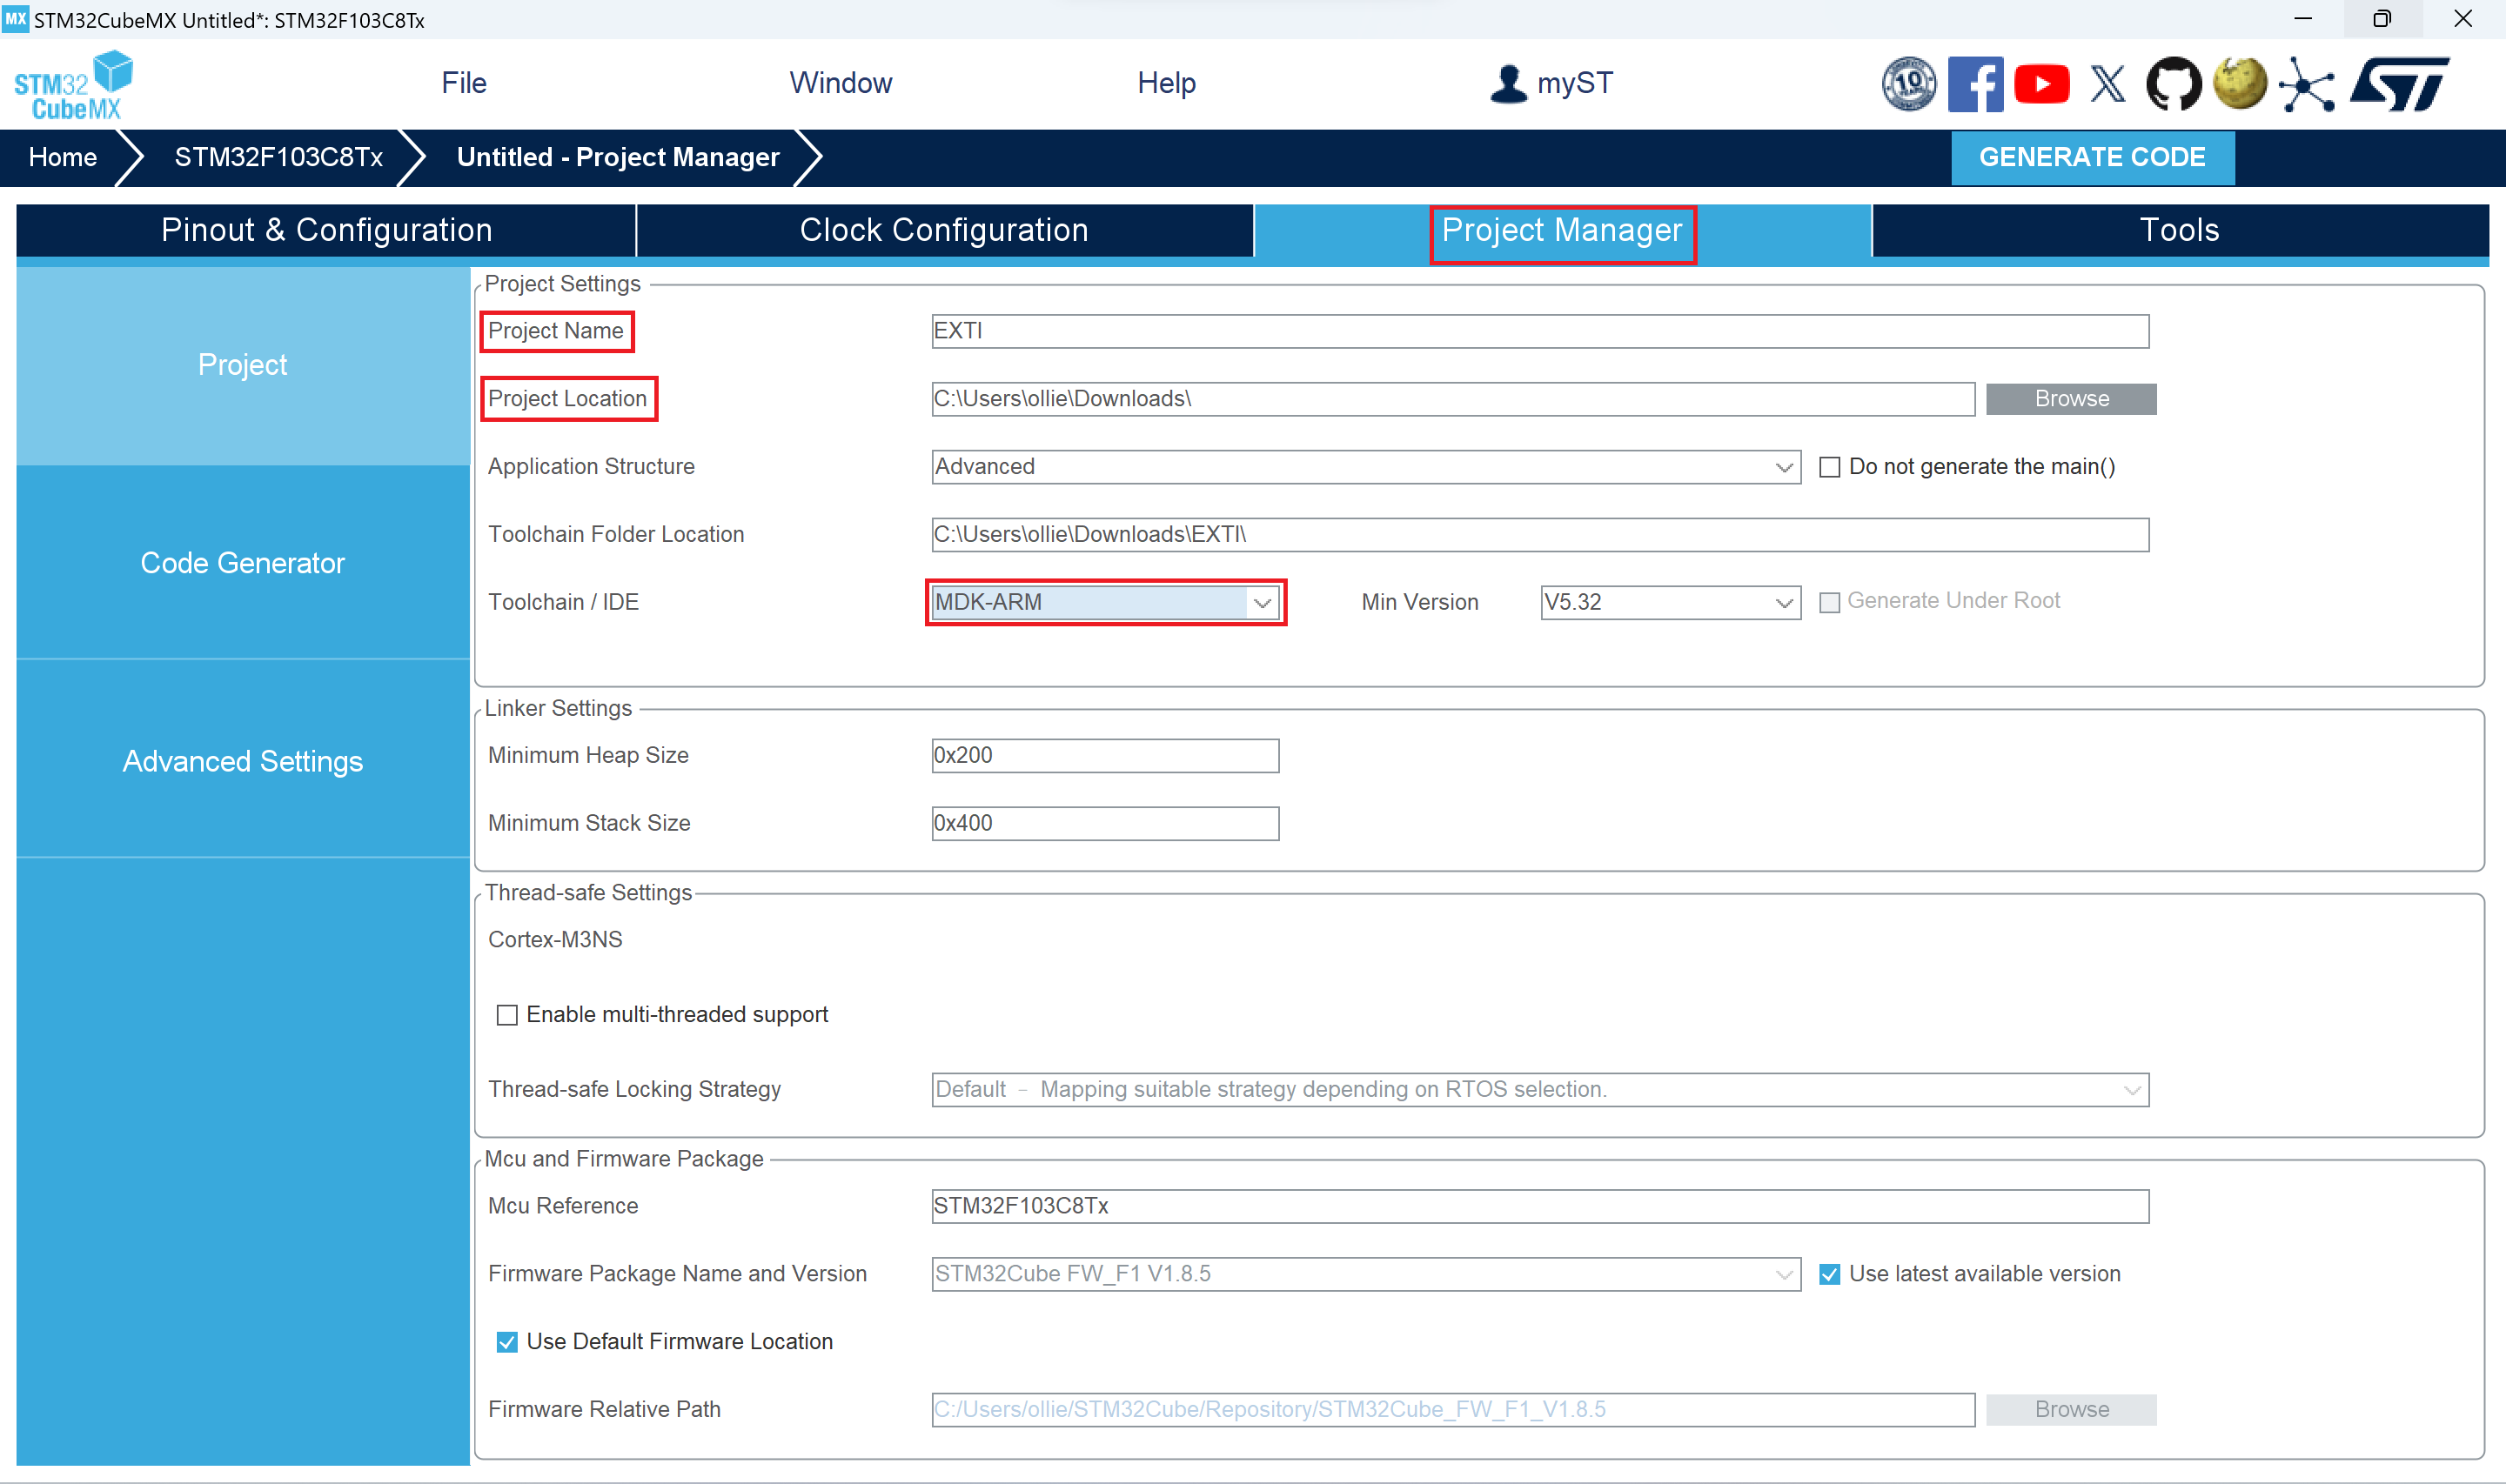 MX STM32CubeMX Untitled*: STM32F103C8Tx
STM32 CubeMX
File Window Help myST
Home STM32F103C8Tx Untitled - Project Manager GENERATE CODE
Pinout & Configuration Clock Configuration Project Manager Tools
Project
Code Generator
Advanced Settings
Project Settings
Project Name EXTI
Project Location C:\Users\ollie\Downloads\ Browse
Application Structure Advanced Do not generate the main()
Toolchain Folder Location C:\Users\ollie\Downloads\EXTI\
Toolchain / IDE MDK-ARM Min Version V5.32 Generate Under Root
Linker Settings
Minimum Heap Size 0x200
Minimum Stack Size 0x400
Thread-safe Settings
Cortex-M3NS
Enable multi-threaded support
Thread-safe Locking Strategy Default - Mapping suitable strategy depending on RTOS selection.
Mcu and Firmware Package
Mcu Reference STM32F103C8Tx
Firmware Package Name and Version STM32Cube FW_F1 V1.8.5 Use latest available version
Use Default Firmware Location
Firmware Relative Path C:/Users/ollie/STM32Cube/Repository/STM32Cube_FW_F1_V1.8.5 Browse